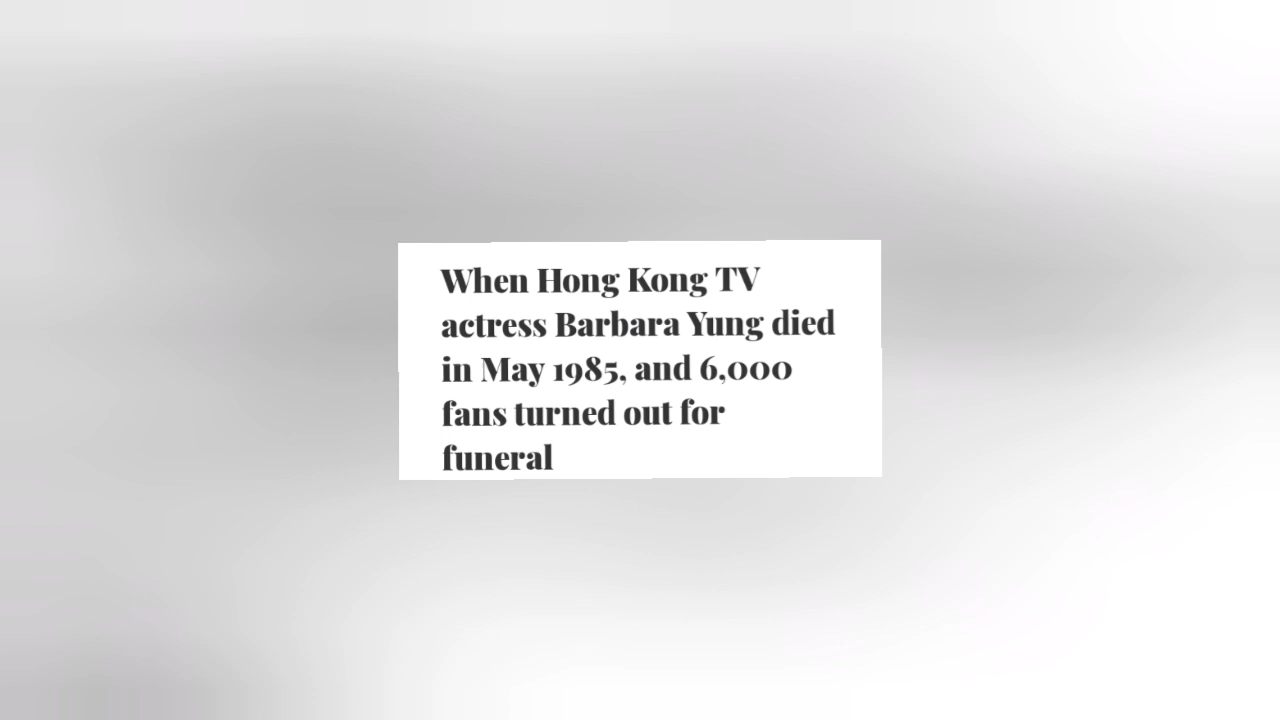 When Hong Kong TV
actress Barbara Yung died
in May 1985, and 6,000
fans turned out for
funeral